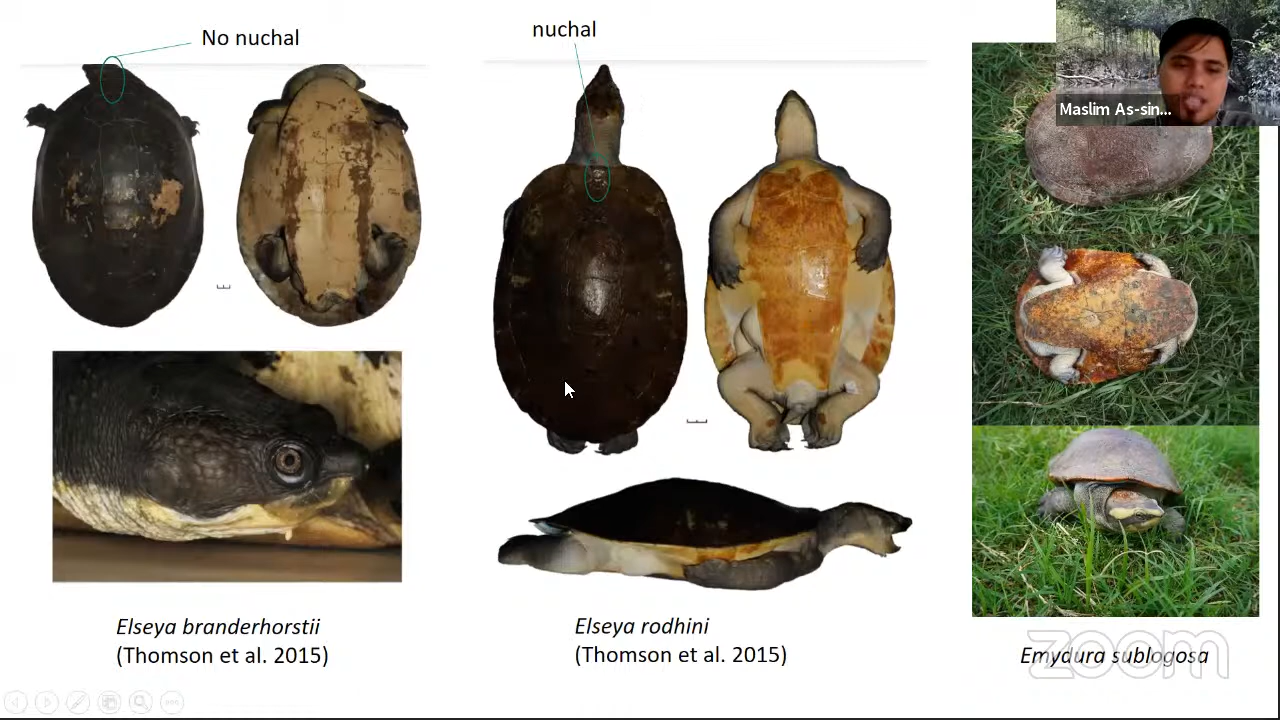 No nuchal
nuchal
Maslim As-sin...
Elseya branderhorstii
(Thomson et al. 2015)
Elseya rodhini
(Thomson et al. 2015)
Emydura sublogosa
zoom